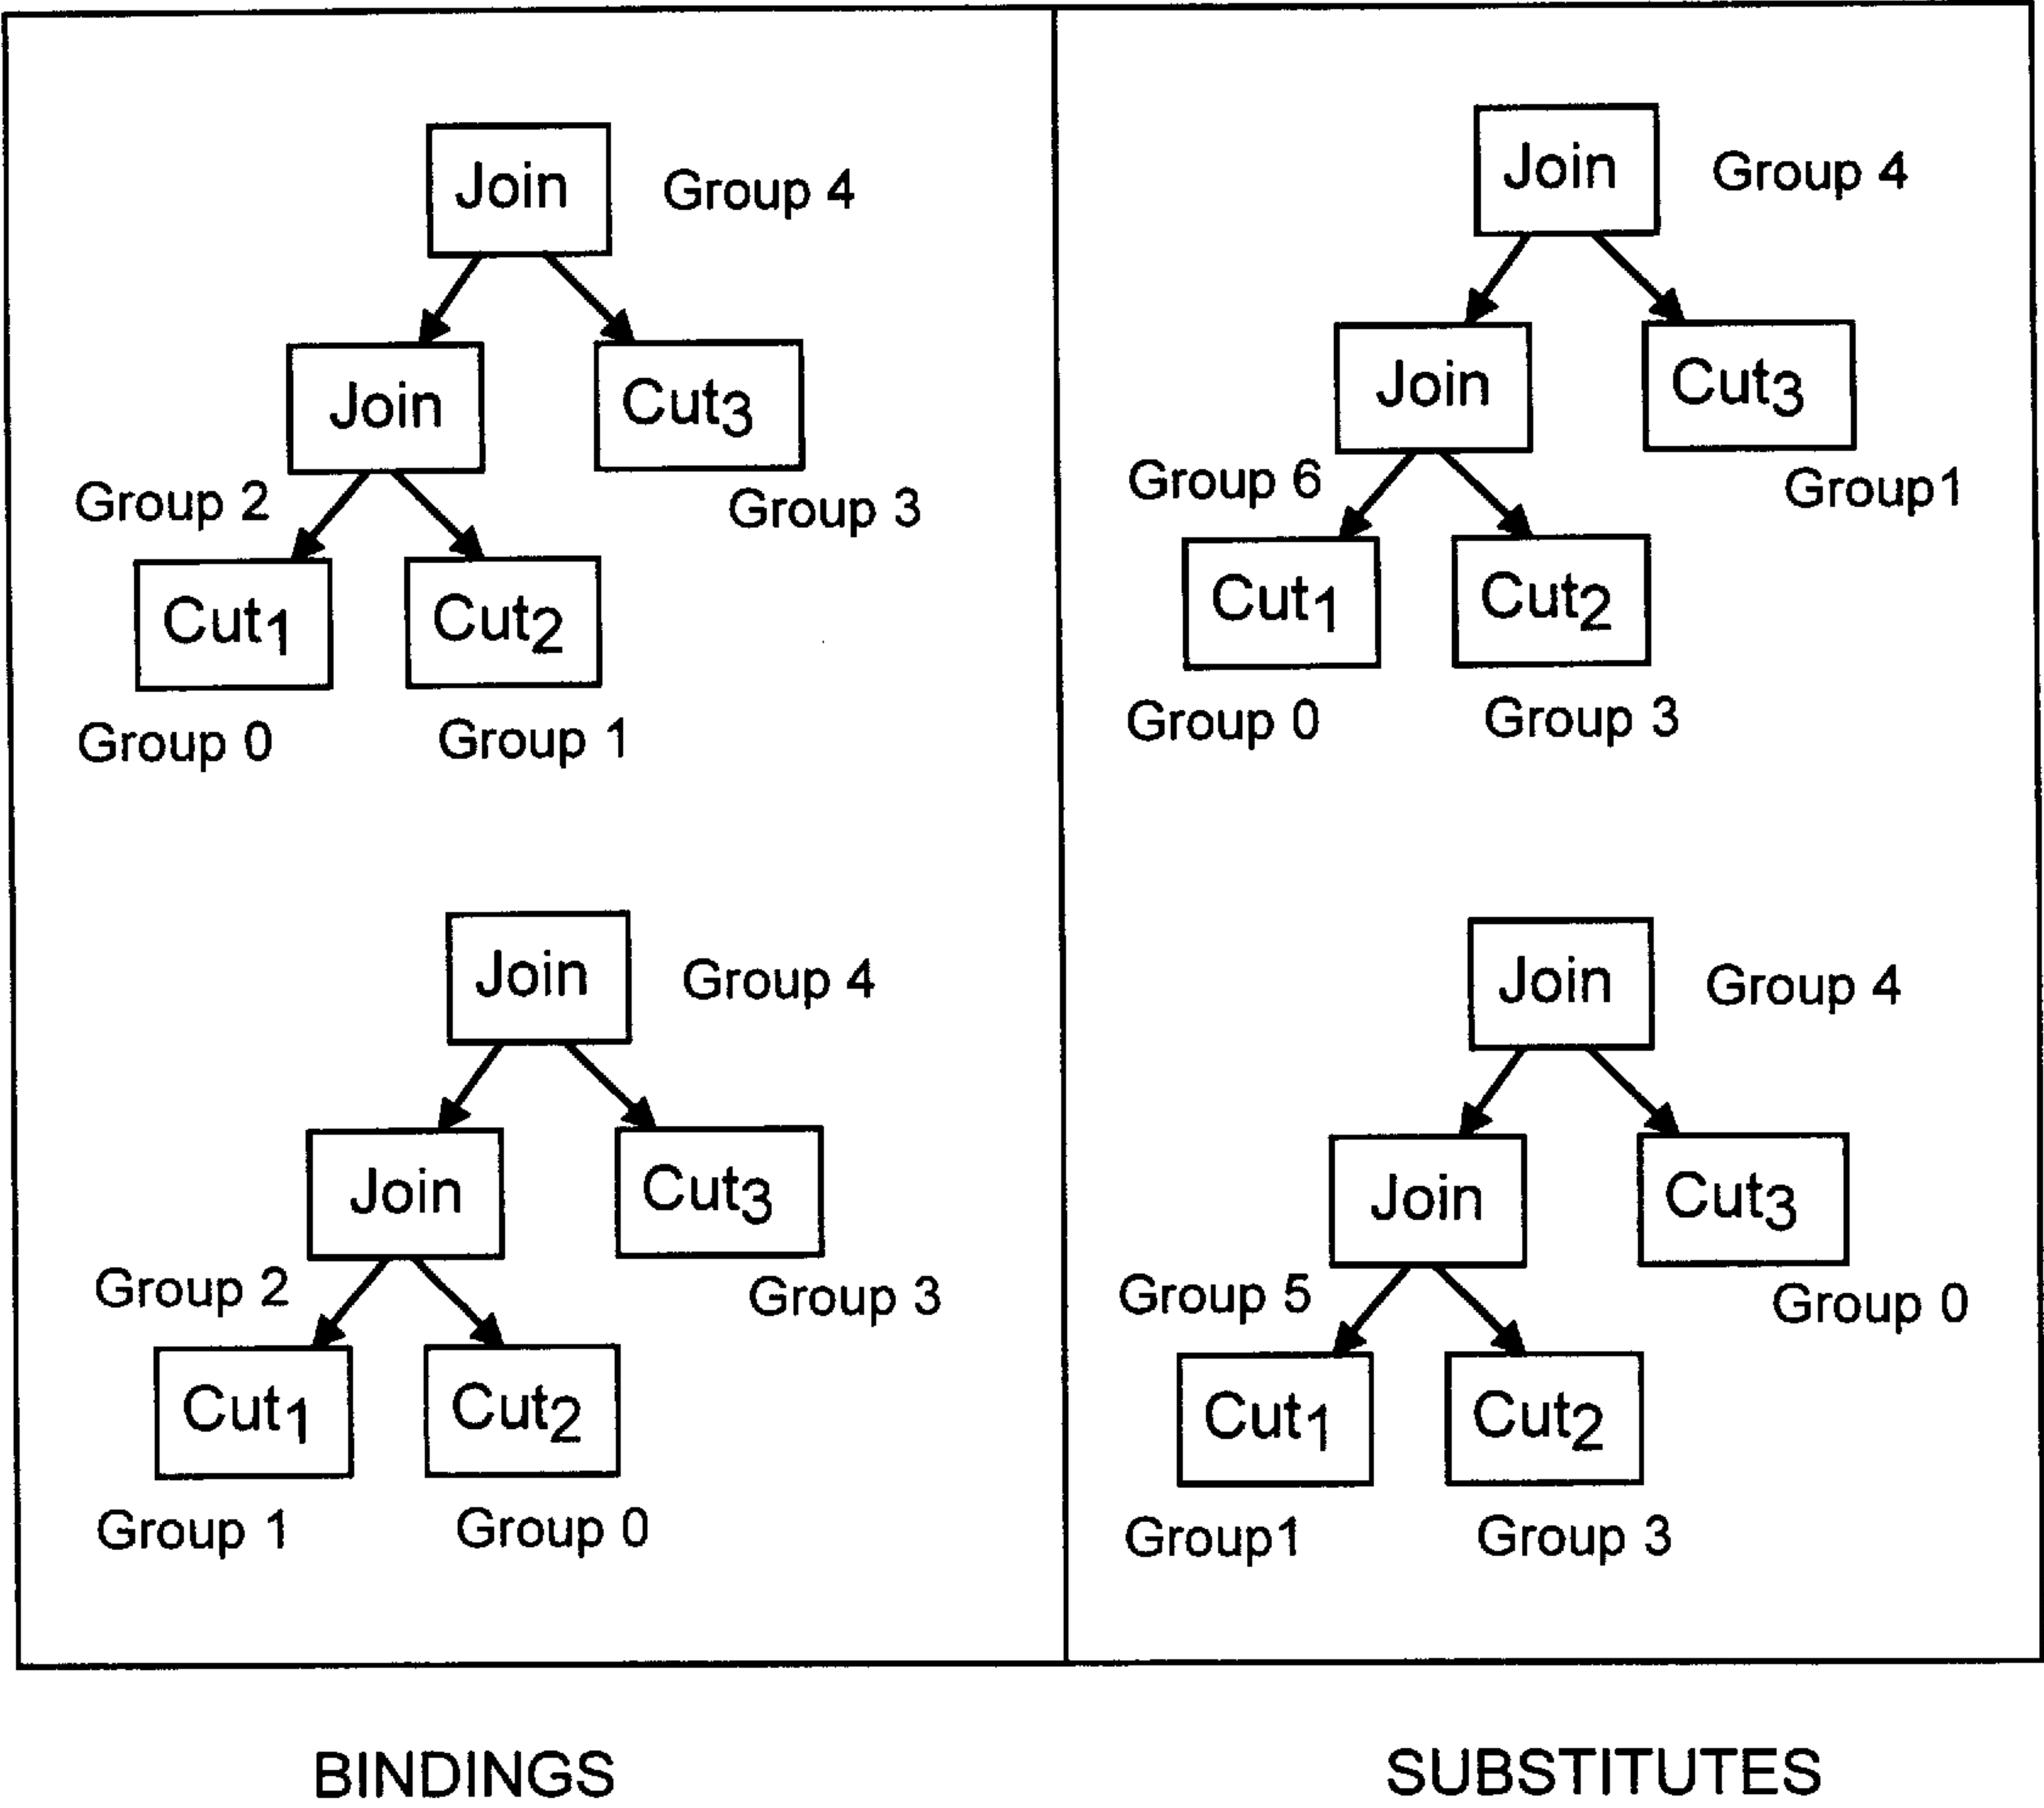 Join Group 4
Join Cut3
Group 2 Group 3
Cut1 Cut2
Group 0 Group 1
Join Group 4
Join Cut3
Group 2 Group 3
Cut1 Cut2
Group 1 Group 0
BINDINGS
Join Group 4
Join Cut3
Group 6 Group1
Cut1 Cut2
Group 0 Group 3
Join Group 4
Join Cut3
Group 5 Group 0
Cut1 Cut2
Group1 Group 3
SUBSTITUTES